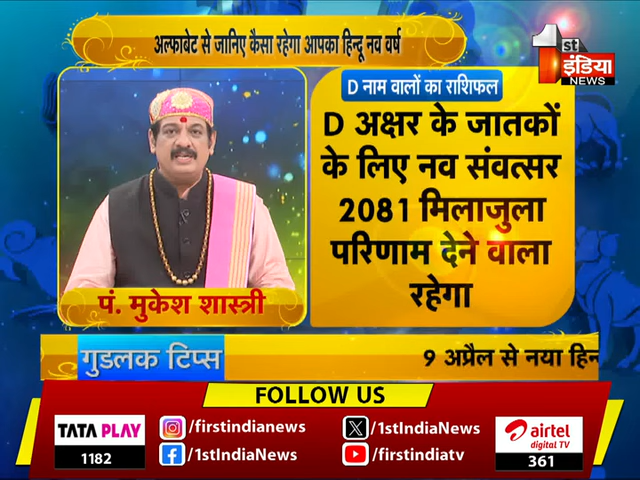 अल्फाबेट से जानिए कैसा रहेगा आपका हिन्दू नव वर्ष
1st
इंडिया
NEWS
D नाम वालों का राशिफल
D अक्षर के जातकों
के लिए नव संवत्सर
2081 मिलाजुला
परिणाम देने वाला
रहेगा
पं. मुकेश शास्त्री
गुडलक टिप्स
9 अप्रैल से नया हिन
FOLLOW US
TATA PLAY
1182
/firstindianews
/1stIndiaNews
/1stIndiaNews
/firstindiatv
airtel
digital TV
361